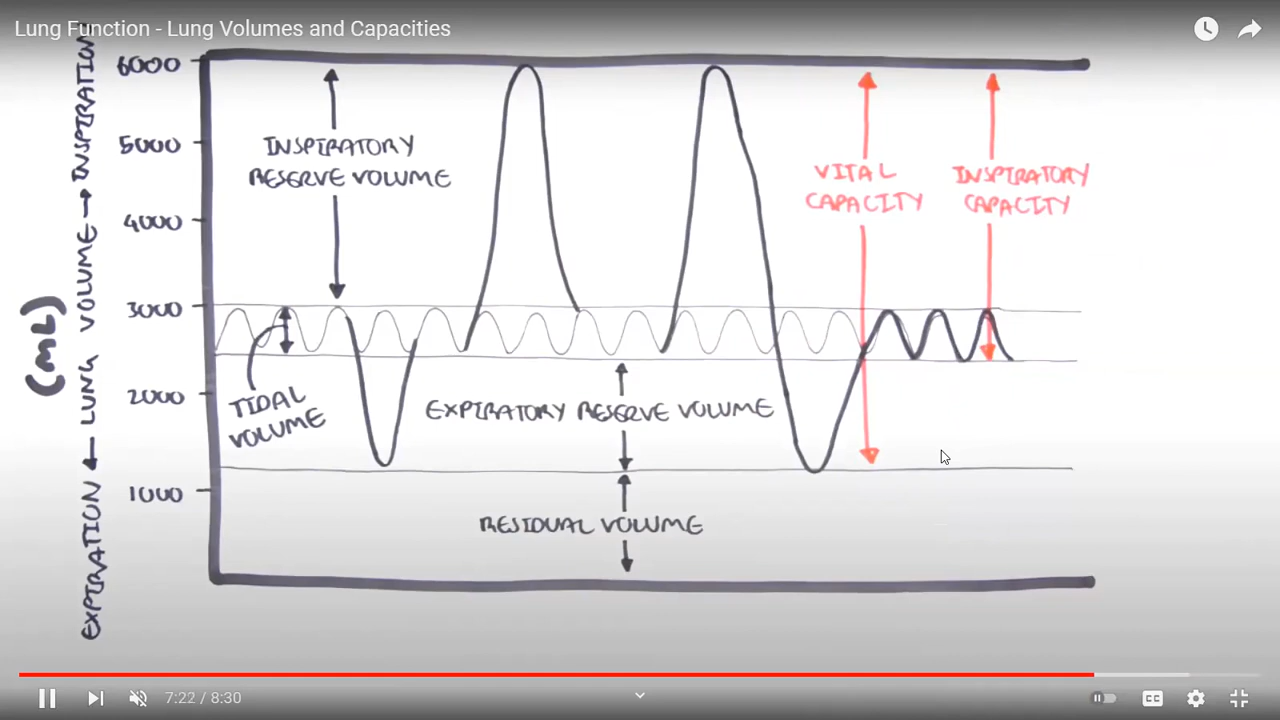 Lung Function - Lung Volumes and Capacities
EXPIRATION ← LUNG VOLUME → INSPIRATION
(mL)
6000
5000
4000
3000
2000
1000
INSPIRATORY
RESERVE VOLUME
VITAL
CAPACITY
INSPIRATORY
CAPACITY
TIDAL
VOLUME
EXPIRATORY RESERVE VOLUME
RESIDUAL VOLUME
7:22 / 8:30
CC